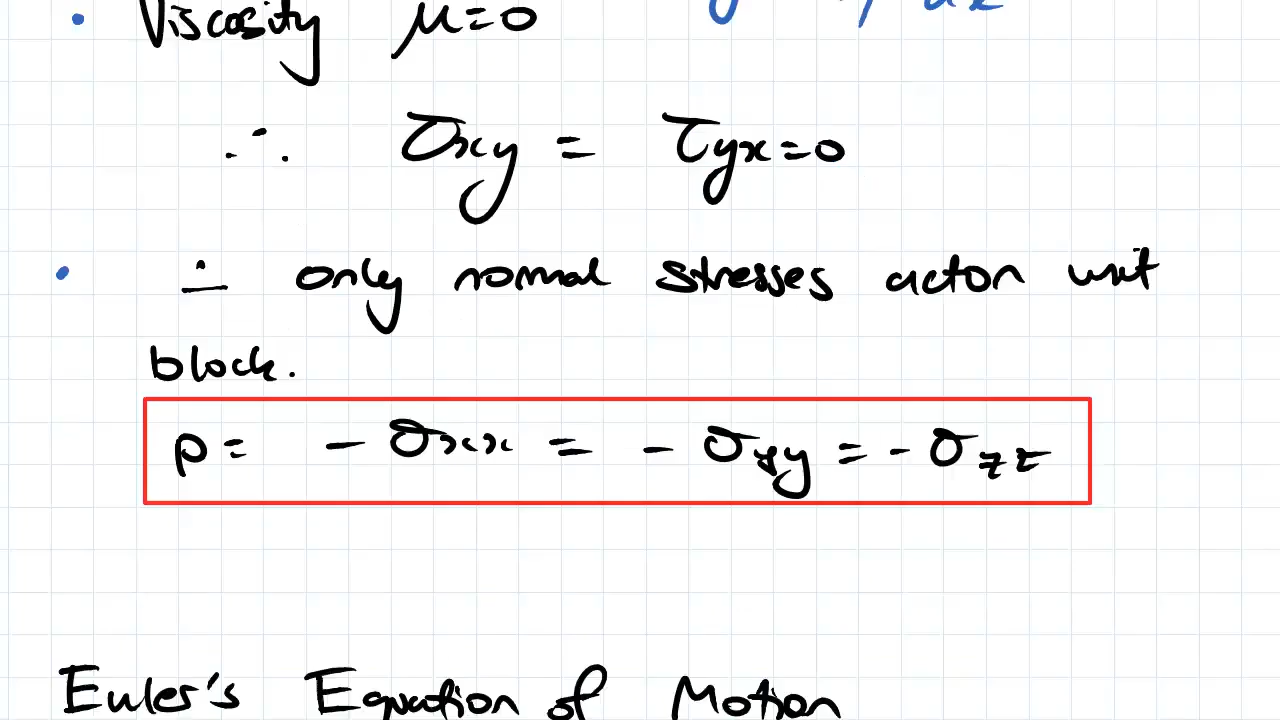 Viscosity μ=0
∴ τxy = τyx=0
∴ only normal stresses act on unit
block.
p= - σxx = - σyy = - σzz
Euler's Equation of Motion